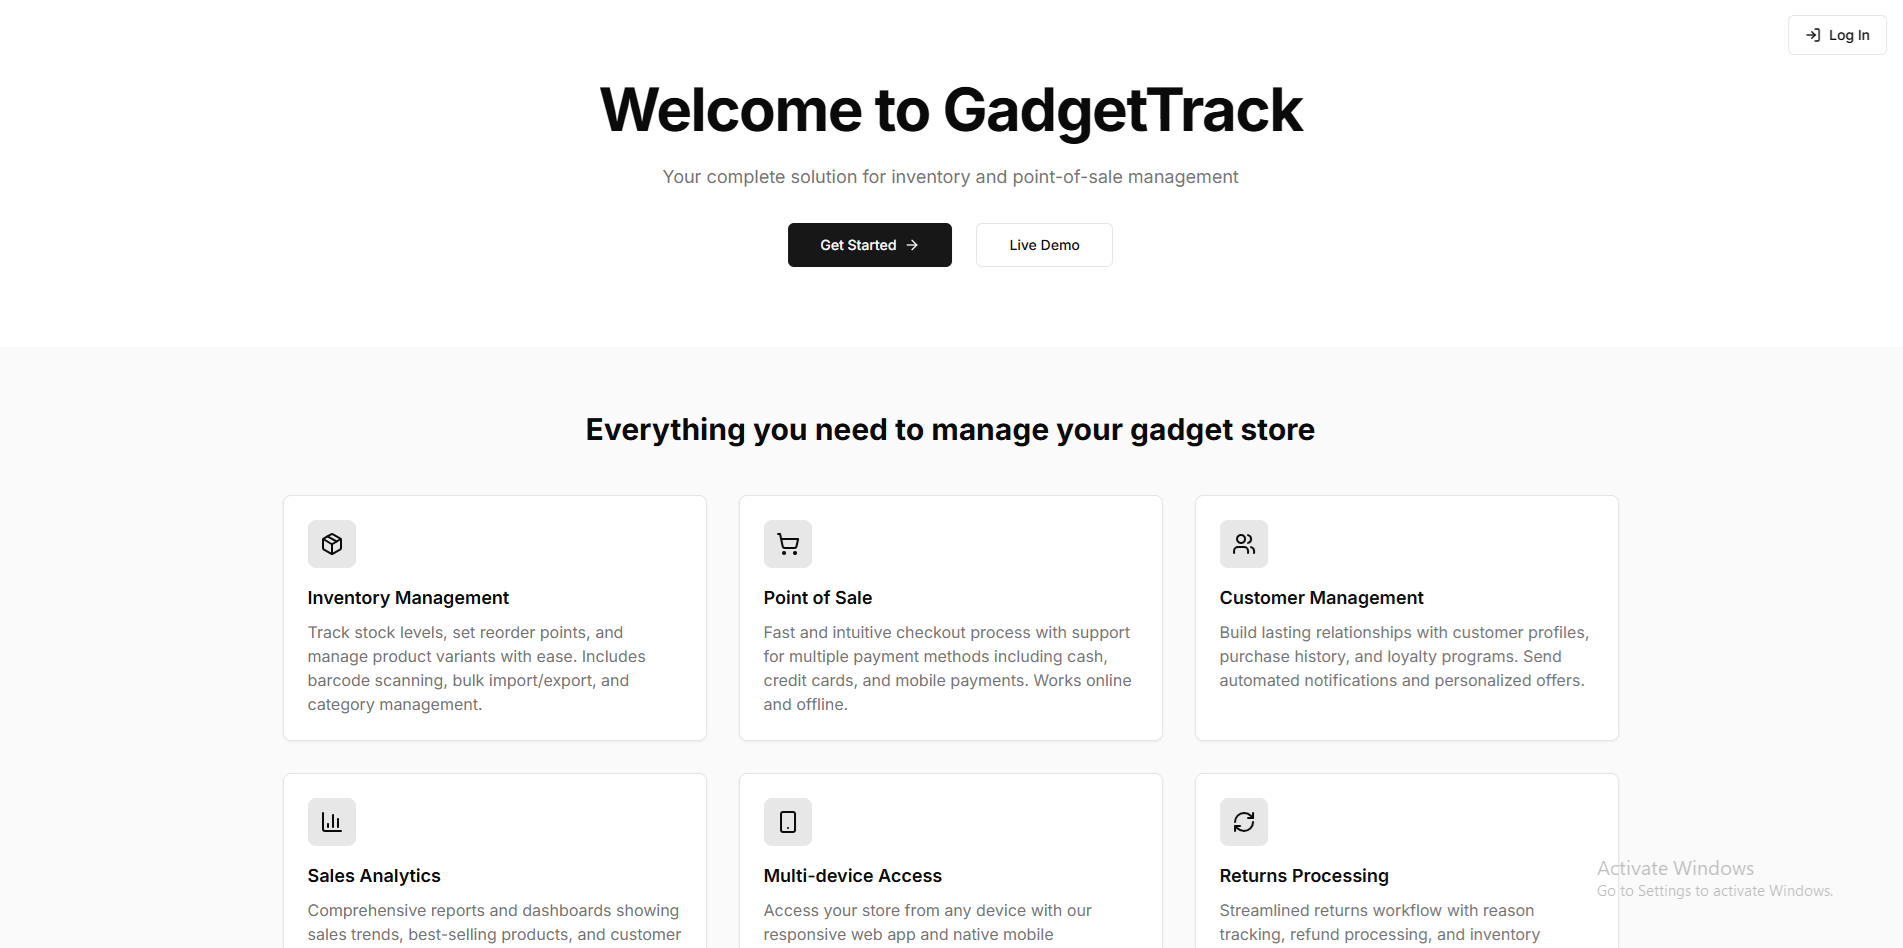 Log In
Welcome to GadgetTrack
Your complete solution for inventory and point-of-sale management
Get Started
Live Demo
Everything you need to manage your gadget store
Inventory Management
Track stock levels, set reorder points, and
manage product variants with ease. Includes
barcode scanning, bulk import/export, and
category management.
Point of Sale
Fast and intuitive checkout process with support
for multiple payment methods including cash,
credit cards, and mobile payments. Works online
and offline.
Customer Management
Build lasting relationships with customer profiles,
purchase history, and loyalty programs. Send
automated notifications and personalized offers.
Sales Analytics
Comprehensive reports and dashboards showing
sales trends, best-selling products, and customer
Multi-device Access
Access your store from any device with our
responsive web app and native mobile
Returns Processing
Streamlined returns workflow with reason
tracking, refund processing, and inventory
Activate Windows
Go to Settings to activate Windows.